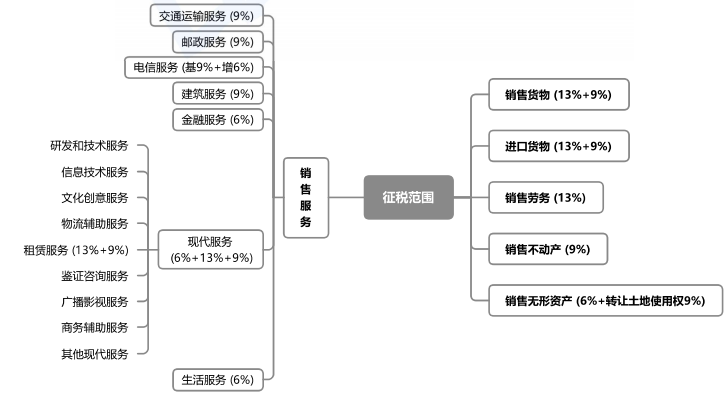 交通运输服务 (9%)
邮政服务 (9%)
电信服务 (基9%+增6%)
建筑服务 (9%)
金融服务 (6%)
研发和技术服务
信息技术服务
文化创意服务
物流辅助服务
租赁服务 (13%+9%)
鉴证咨询服务
广播影视服务
商务辅助服务
其他现代服务
现代服务
(6%+13%+9%)
生活服务 (6%)
销
售
服
务
征税范围
销售货物 (13%+9%)
进口货物 (13%+9%)
销售劳务 (13%)
销售不动产 (9%)
销售无形资产 (6%+转让土地使用权9%)